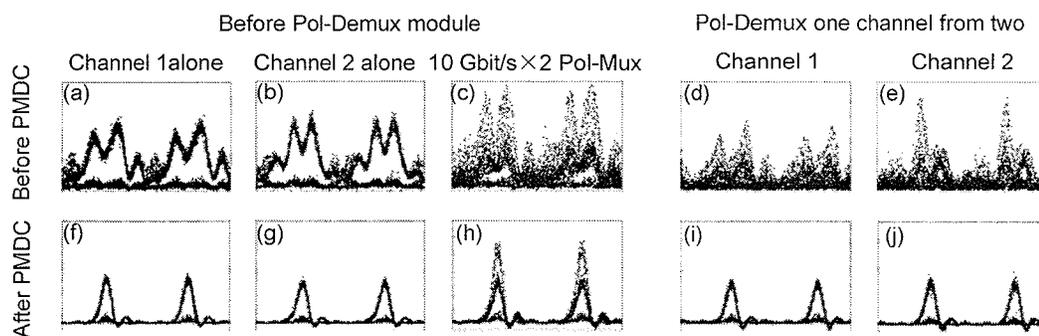 Before Pol-Demux module
Pol-Demux one channel from two
Channel 1alone
Channel 2 alone
10 Gbit/s×2 Pol-Mux
Channel 1
Channel 2
Before PMDC
(a)
(b)
(c)
(d)
(e)
After PMDC
(f)
(g)
(h)
(i)
(j)